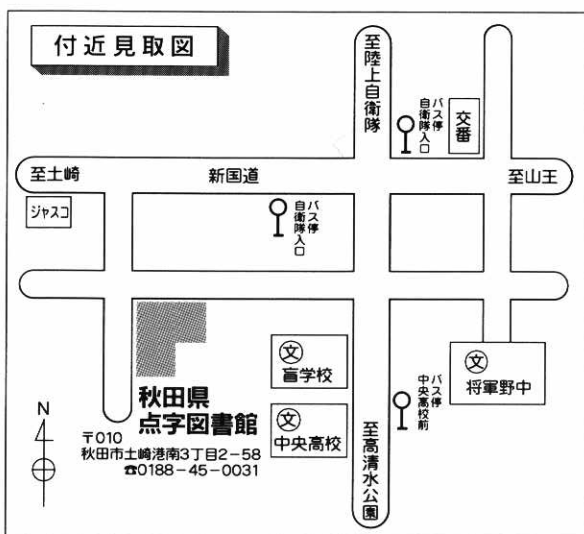 付近見取図
至陸上自衛隊
バス停
自衛隊入口
交番
至土崎
新国道
至山王
ジャスコ
バス停
自衛隊入口
文
盲学校
文
将軍野中
バス停
中央高校前
秋田県
点字図書館
文
中央高校
至高清水公園
N
〒010
秋田市土崎港南3丁目2-58
☎0188-45-0031